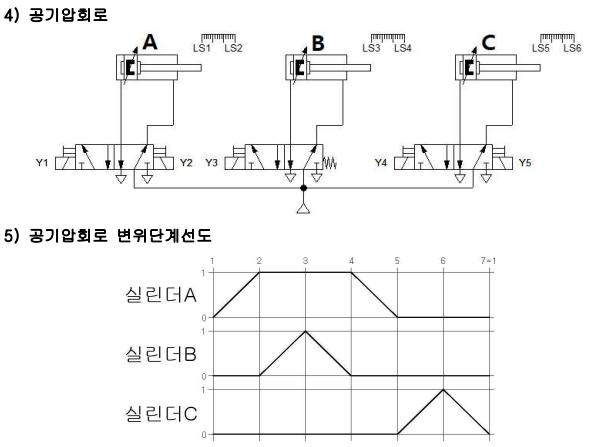 4) 공기압회로
A B C
LS1 LS2 LS3 LS4 LS5 LS6
Y1 Y2 Y3 Y4 Y5
5) 공기압회로 변위단계선도
1 2 3 4 5 6 7=1
1
실린더A
0
1
실린더B
0
1
실린더C
0